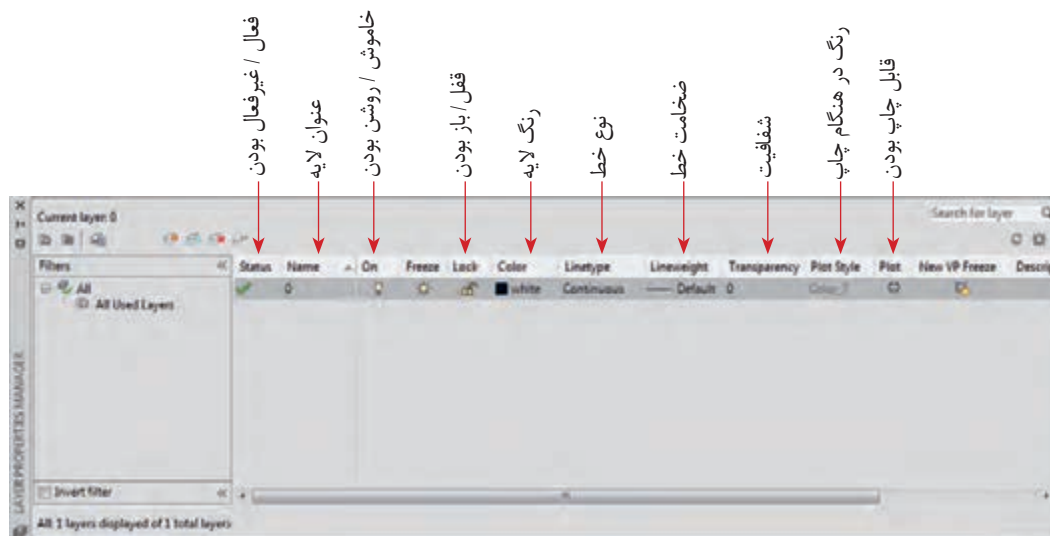 فعال / غیرفعال بودن
عنوان لایه
خاموش / روشن بودن
قفل / باز بودن
رنگ لایه
نوع خط
ضخامت خط
شفافیت
رنگ در هنگام چاپ
قابل چاپ بودن
Current layer: 0
Search for layer
Filters
Status Name On Freeze Lock Color Linetype Lineweight Transparency Plot Style Plot New VP Freeze Descrip
All
0 white Continuous Default 0 Color_7
All Used Layers
Invert filter
All: 1 layers displayed of 1 total layers
LAYER PROPERTIES MANAGER